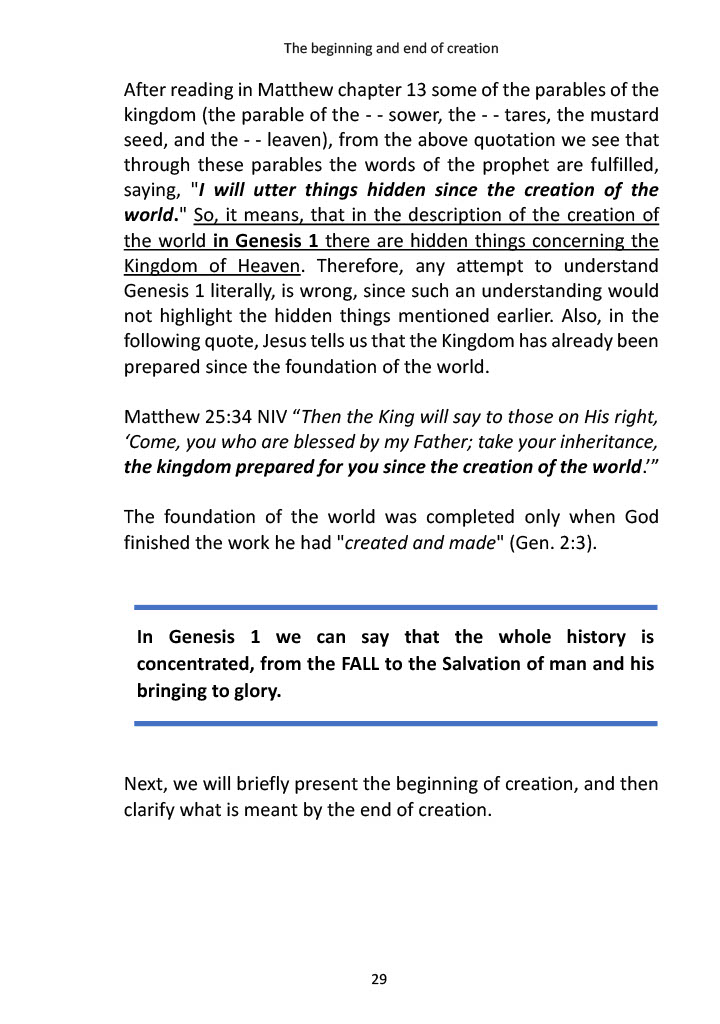 The beginning and end of creation
After reading in Matthew chapter 13 some of the parables of the
kingdom (the parable of the - - sower, the - - tares, the mustard
seed, and the - - leaven), from the above quotation we see that
through these parables the words of the prophet are fulfilled,
saying, "I will utter things hidden since the creation of the
world." So, it means, that in the description of the creation of
the world in Genesis 1 there are hidden things concerning the
Kingdom of Heaven. Therefore, any attempt to understand
Genesis 1 literally, is wrong, since such an understanding would
not highlight the hidden things mentioned earlier. Also, in the
following quote, Jesus tells us that the Kingdom has already been
prepared since the foundation of the world.
Matthew 25:34 NIV “Then the King will say to those on His right,
‘Come, you who are blessed by my Father; take your inheritance,
the kingdom prepared for you since the creation of the world.’”
The foundation of the world was completed only when God
finished the work he had "created and made" (Gen. 2:3).
In Genesis 1 we can say that the whole history is
concentrated, from the FALL to the Salvation of man and his
bringing to glory.
Next, we will briefly present the beginning of creation, and then
clarify what is meant by the end of creation.
29